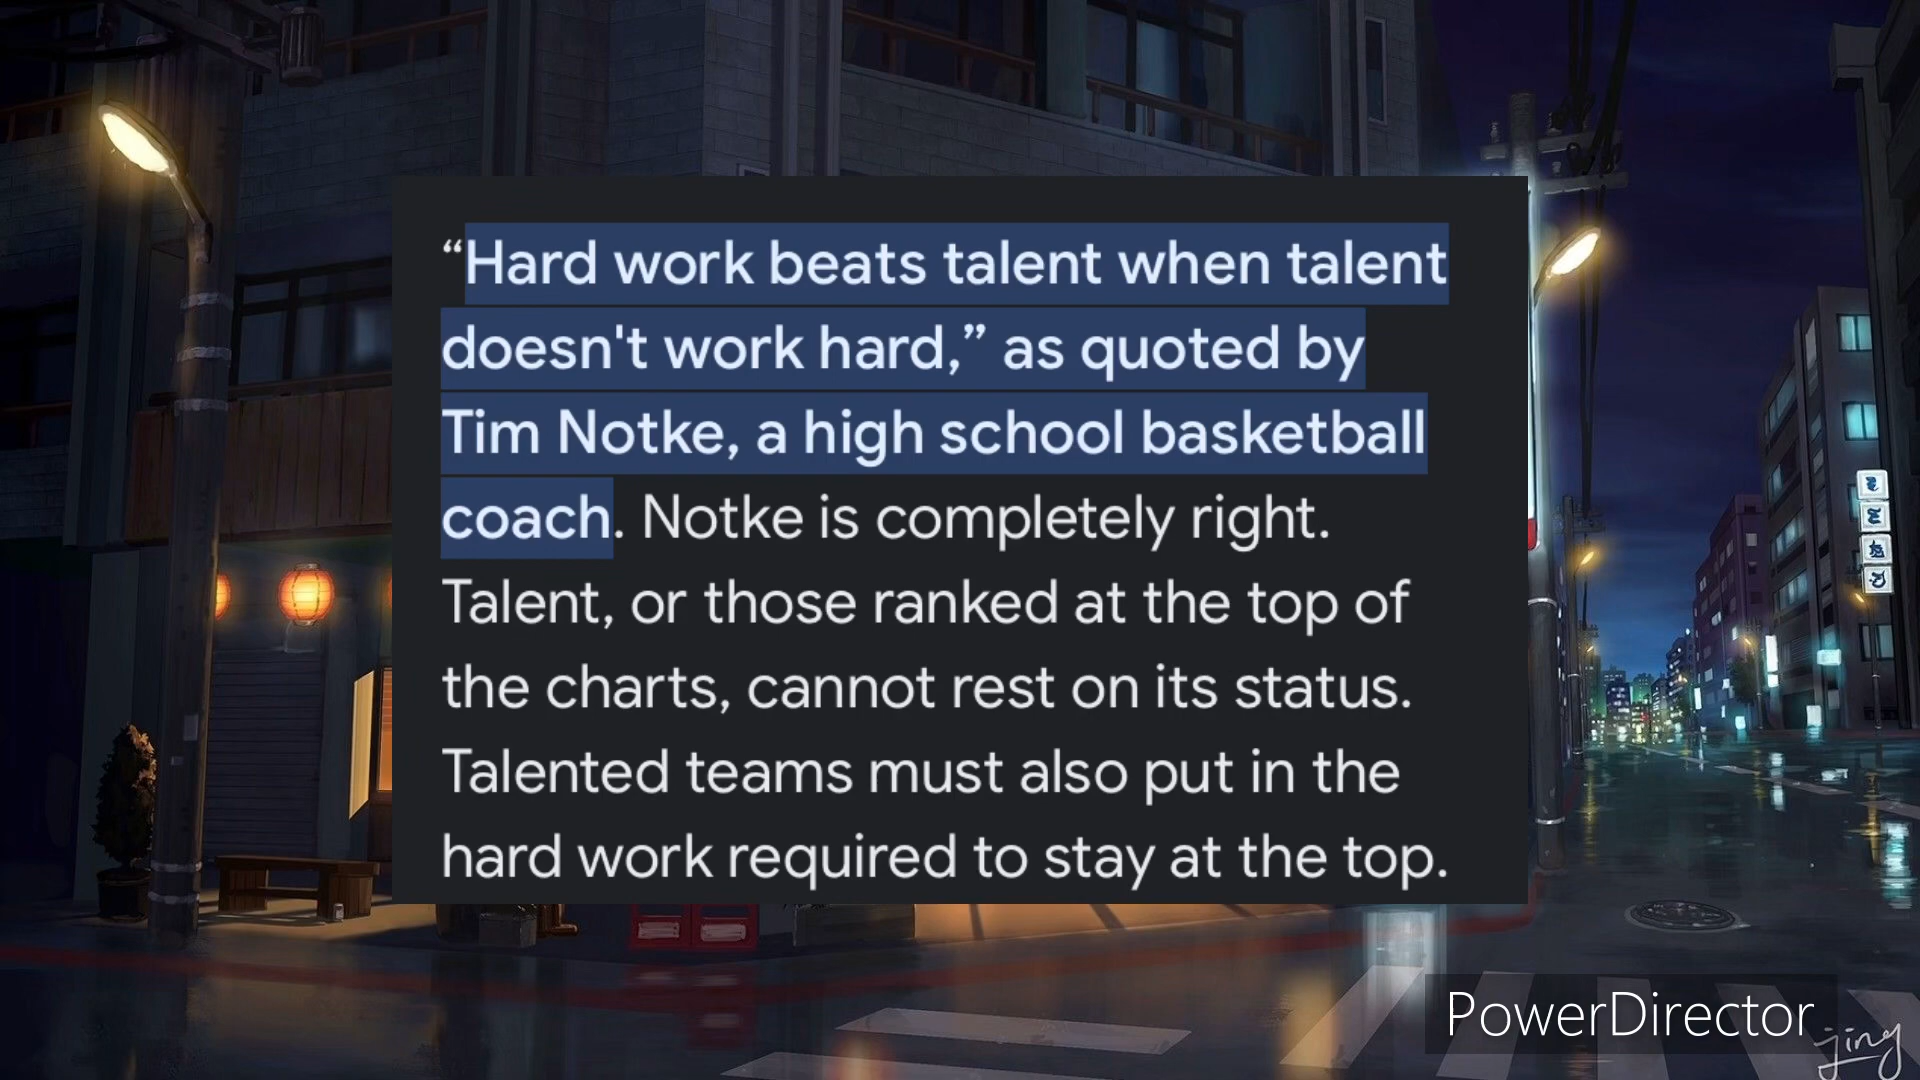 “Hard work beats talent when talent
doesn't work hard,” as quoted by
Tim Notke, a high school basketball
coach. Notke is completely right.
Talent, or those ranked at the top of
the charts, cannot rest on its status.
Talented teams must also put in the
hard work required to stay at the top.
PowerDirector
jing